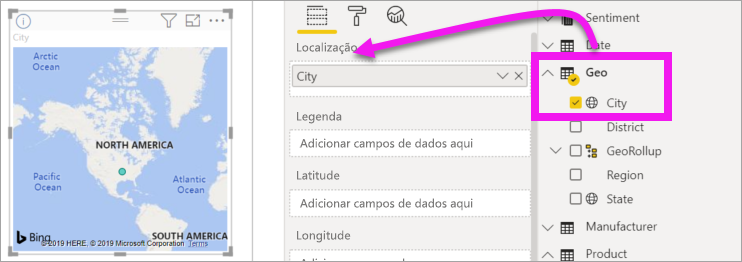 City
Arctic
Ocean
NORTH AMERICA
Pacific
Ocean
Atlantic
Ocean
SOUTH AMERICA
Bing
© 2019 HERE. © 2019 Microsoft Corporation Terms
Localização
City
Legenda
Adicionar campos de dados aqui
Latitude
Adicionar campos de dados aqui
Longitude
Sentiment
Date
Geo
City
District
GeoRollup
Region
State
Manufacturer
Product